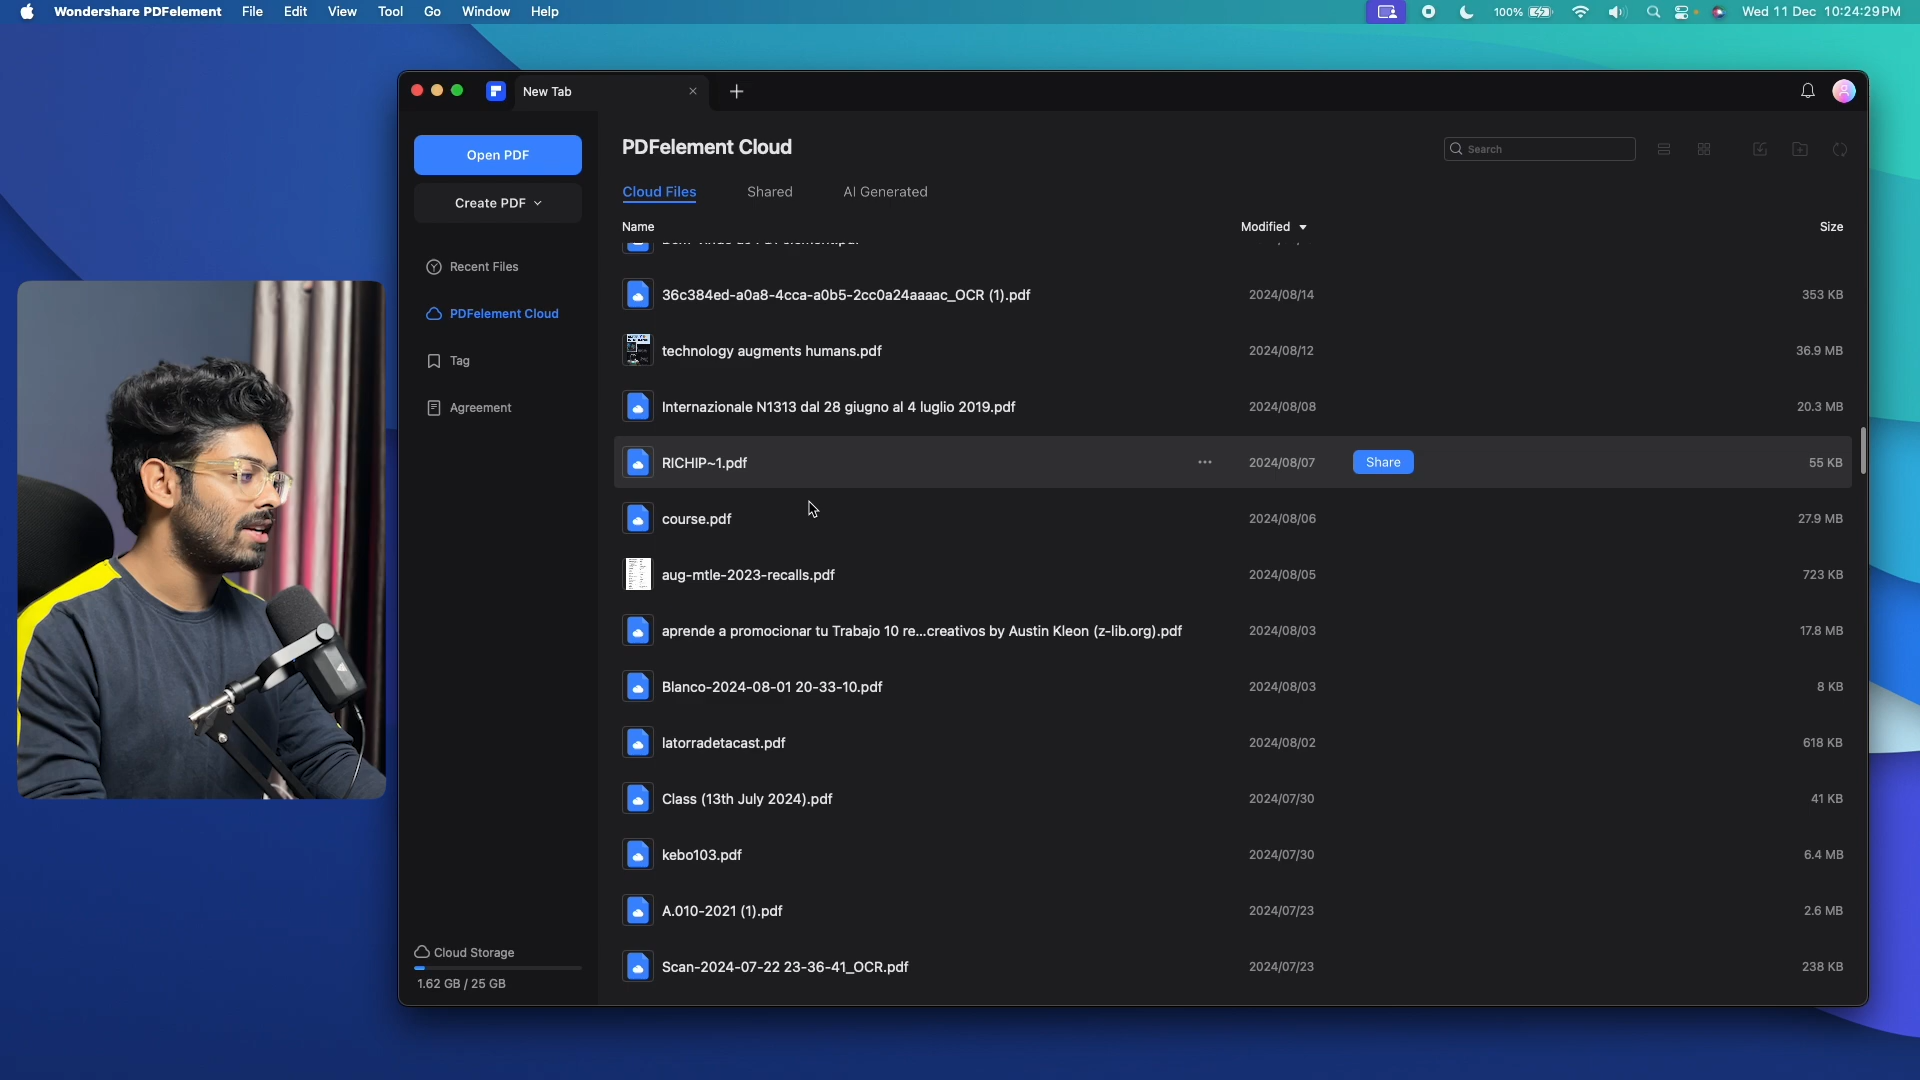 Wondershare PDFelement File Edit View Tool Go Window Help 100% Wed 11 Dec 10:24:29PM
New Tab
Open PDF
Create PDF
Recent Files
PDFelement Cloud
Tag
Agreement
Cloud Storage
1.62 GB / 25 GB
PDFelement Cloud
Search
Cloud Files Shared AI Generated
Name Modified Size
36c384ed-a0a8-4cca-a0b5-2cc0a24aaaac_OCR (1).pdf 2024/08/14 353 KB
technology augments humans.pdf 2024/08/12 36.9 MB
Internazionale N1313 dal 28 giugno al 4 luglio 2019.pdf 2024/08/08 20.3 MB
RICHIP~1.pdf ··· 2024/08/07 Share 55 KB
course.pdf 2024/08/06 27.9 MB
aug-mtle-2023-recalls.pdf 2024/08/05 723 KB
aprende a promocionar tu Trabajo 10 re...creativos by Austin Kleon (z-lib.org).pdf 2024/08/03 17.8 MB
Blanco-2024-08-01 20-33-10.pdf 2024/08/03 8 KB
latorradetacast.pdf 2024/08/02 618 KB
Class (13th July 2024).pdf 2024/07/30 41 KB
kebo103.pdf 2024/07/30 6.4 MB
A.010-2021 (1).pdf 2024/07/23 2.6 MB
Scan-2024-07-22 23-36-41_OCR.pdf 2024/07/23 238 KB